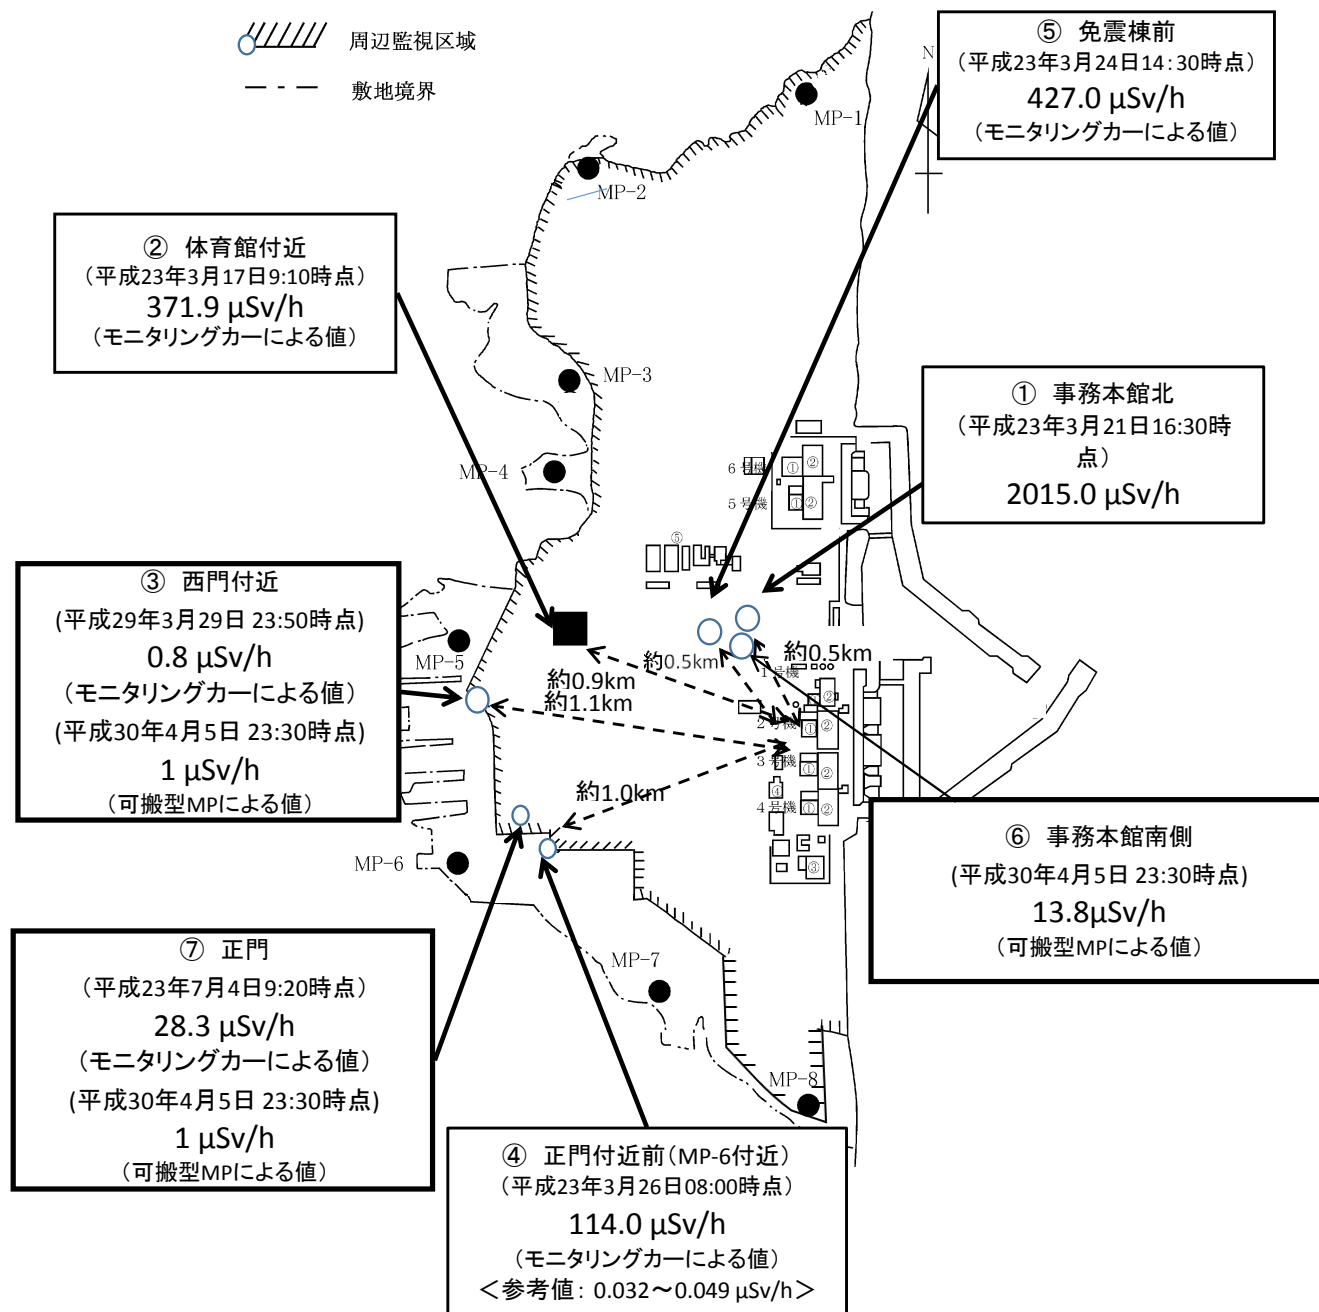 周辺監視区域
敷地境界
⑤ 免震棟前
（平成23年3月24日14:30時点）
427.0 μSv/h
（モニタリングカーによる値）
N
MP-1
MP-2
② 体育館付近
（平成23年3月17日9:10時点）
371.9 μSv/h
（モニタリングカーによる値）
MP-3
① 事務本館北
（平成23年3月21日16:30時
点）
2015.0 μSv/h
MP-4
6号機
①
②
5号機
①
②
⑤
③ 西門付近
(平成29年3月29日 23:50時点)
0.8 μSv/h
（モニタリングカーによる値）
(平成30年4月5日 23:30時点)
1 μSv/h
（可搬型MPによる値）
MP-5
約0.9km
約1.1km
約0.5km
約0.5km
1号機
②
2号機
①
②
3号機
①
②
④
4号機
①
②
③
約1.0km
MP-6
⑥ 事務本館南側
(平成30年4月5日 23:30時点)
13.8μSv/h
（可搬型MPによる値）
⑦ 正門
（平成23年7月4日9:20時点）
28.3 μSv/h
（モニタリングカーによる値）
(平成30年4月5日 23:30時点)
1 μSv/h
（可搬型MPによる値）
MP-7
MP-8
④ 正門付近前（MP-6付近）
（平成23年3月26日08:00時点）
114.0 μSv/h
（モニタリングカーによる値）
＜参考値： 0.032～0.049 μSv/h＞